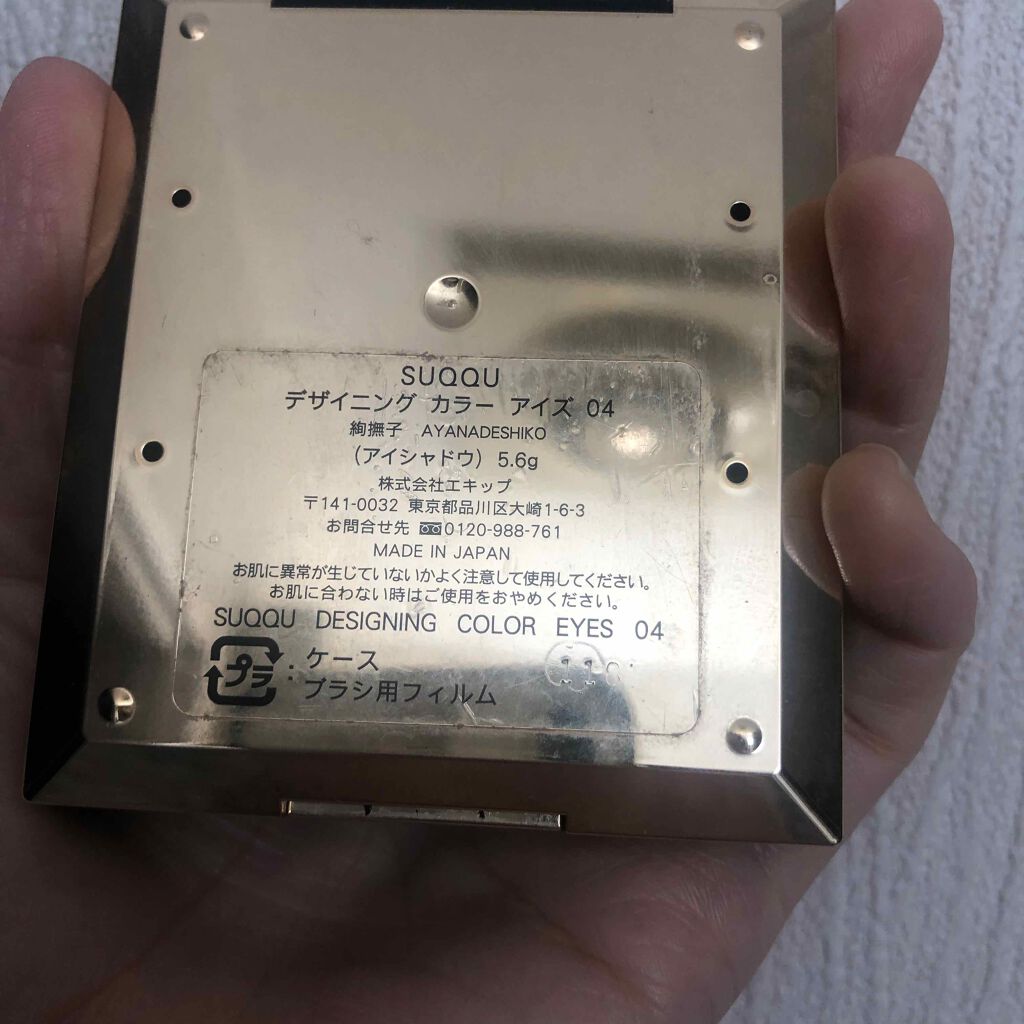 SUQQU
デザイニング カラー アイズ 04
絢撫子 AYANADESHIKO
（アイシャドウ）5.6g
株式会社エキップ
〒141-0032 東京都品川区大崎1-6-3
お問合せ先 0120-988-761
MADE IN JAPAN
お肌に異常が生じていないかよく注意して使用してください。
お肌に合わない時はご使用をおやめください。
SUQQU DESIGNING COLOR EYES 04
プラ : ケース
ブラシ用フィルム